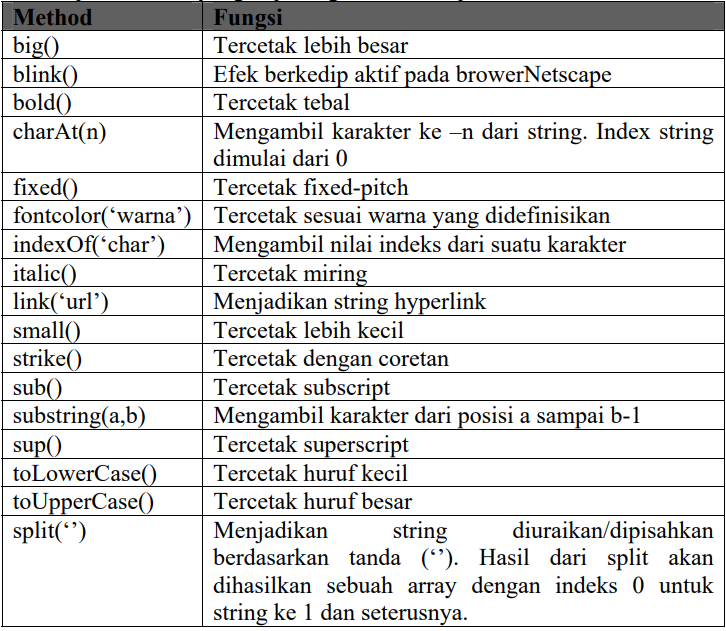 Method Fungsi
big() Tercetak lebih besar
blink() Efek berkedip aktif pada browerNetscape
bold() Tercetak tebal
charAt(n) Mengambil karakter ke –n dari string. Index string
dimulai dari 0
fixed() Tercetak fixed-pitch
fontcolor(‘warna’) Tercetak sesuai warna yang didefinisikan
indexOf(‘char’) Mengambil nilai indeks dari suatu karakter
italic() Tercetak miring
link(‘url’) Menjadikan string hyperlink
small() Tercetak lebih kecil
strike() Tercetak dengan coretan
sub() Tercetak subscript
substring(a,b) Mengambil karakter dari posisi a sampai b-1
sup() Tercetak superscript
toLowerCase() Tercetak huruf kecil
toUpperCase() Tercetak huruf besar
split(‘’) Menjadikan string diuraikan/dipisahkan
berdasarkan tanda (‘’). Hasil dari split akan
dihasilkan sebuah array dengan indeks 0 untuk
string ke 1 dan seterusnya.